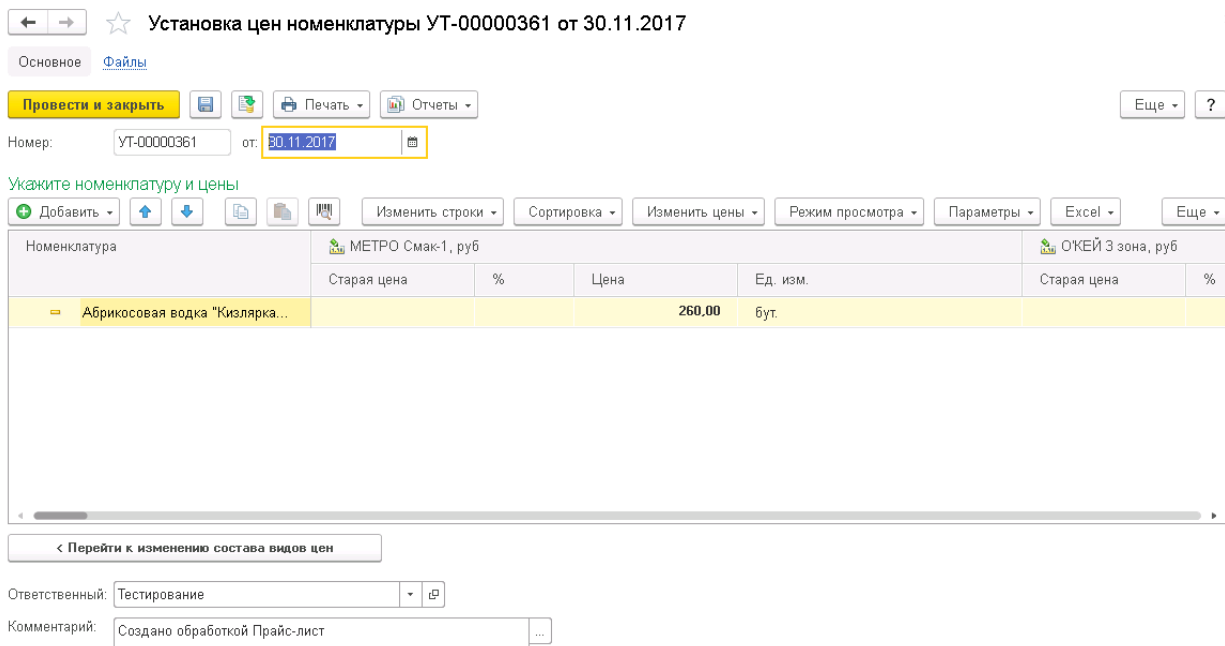 Установка цен номенклатуры УТ-00000361 от 30.11.2017
Основное Файлы
Провести и закрыть Печать Отчеты Еще ?
Номер: УТ-00000361 от: 30.11.2017
Укажите номенклатуру и цены
Добавить Изменить строки Сортировка Изменить цены Режим просмотра Параметры Excel Еще
Номенклатура МЕТРО Смак-1, руб О'КЕЙ 3 зона, руб
Старая цена % Цена Ед. изм. Старая цена %
Абрикосовая водка "Кизлярка... 260,00 бут.
< Перейти к изменению состава видов цен
Ответственный: Тестирование
Комментарий: Создано обработкой Прайс-лист ...